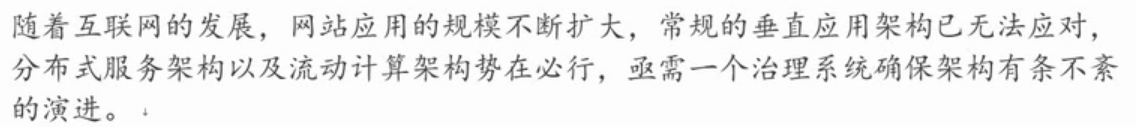 随着互联网的发展，网站应用的规模不断扩大，常规的垂直应用架构已无法应对，
分布式服务架构以及流动计算架构势在必行，亟需一个治理系统确保架构有条不紊
的演进。↓